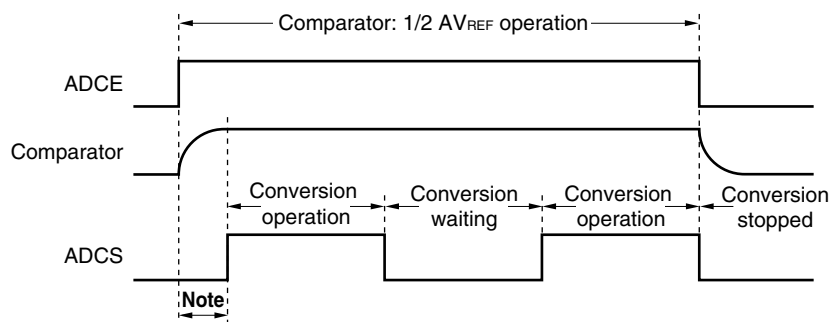 Comparator: 1/2 AVREF operation
ADCE
Comparator
Conversion operation
Conversion waiting
Conversion operation
Conversion stopped
ADCS
Note